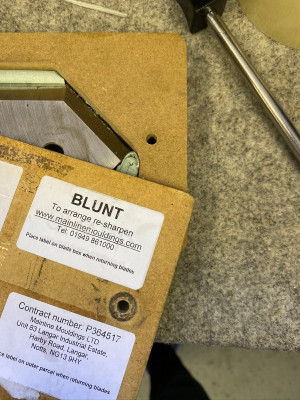 BLUNT
To arrange re-sharpen
www.mainlinemouldings.com
Tel: 01949 861000
Place label on blade box when returning blades
Contract number: P364517
Mainline Mouldings LTD
Unit 83 Langar Industrial Estate,
Harby Road, Langar,
Notts, NG13 9HY
label on outer parcel when returning blades